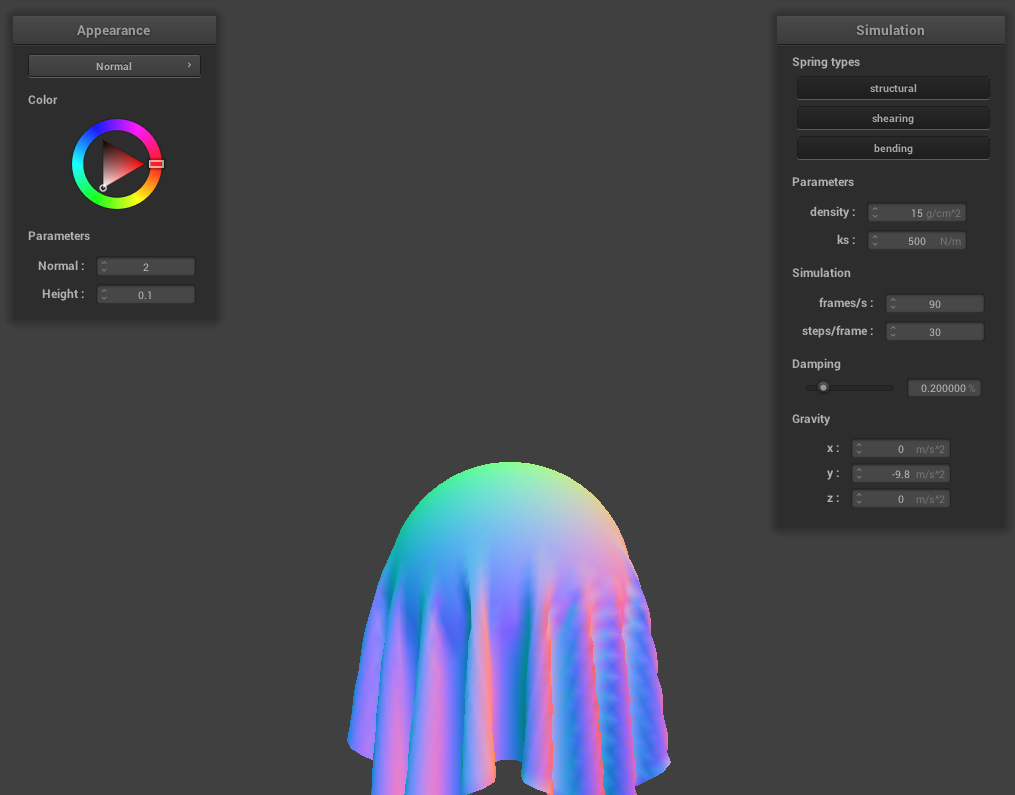 Appearance
Normal
Color
Parameters
Normal : 2
Height : 0.1
Simulation
Spring types
structural
shearing
bending
Parameters
density : 15 g/cm^2
ks : 500 N/m
Simulation
frames/s : 90
steps/frame : 30
Damping
0.200000 %
Gravity
x : 0 m/s^2
y : -9.8 m/s^2
z : 0 m/s^2